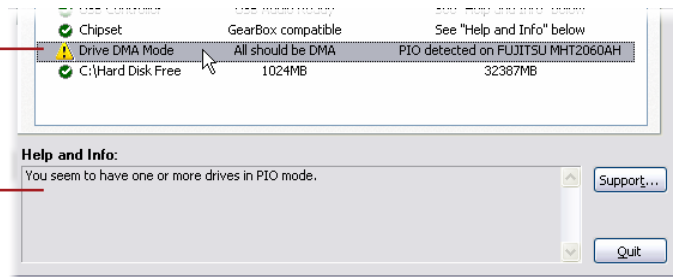 Chipset GearBox compatible See "Help and Info" below
Drive DMA Mode All should be DMA PIO detected on FUJITSU MHT2060AH
C:\Hard Disk Free 1024MB 32387MB
Help and Info:
You seem to have one or more drives in PIO mode.
Support...
Quit